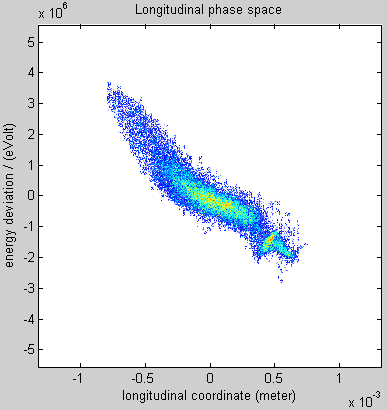 Longitudinal phase space
x 10^6
5
4
3
2
1
0
-1
-2
-3
-4
-5
energy deviation / (eVolt)
-1 -0.5 0 0.5 1
longitudinal coordinate (meter)
x 10^-3